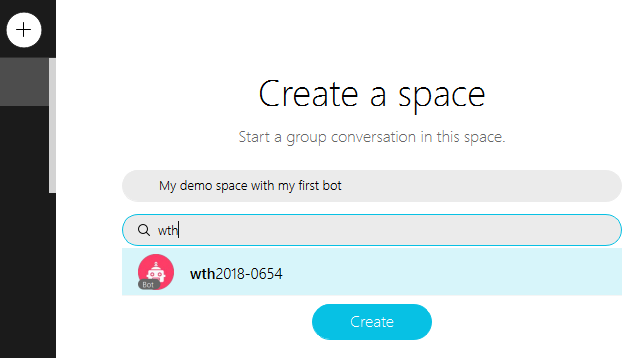 Create a space
Start a group conversation in this space.
My demo space with my first bot
wth
Bot
wth2018-0654
Create